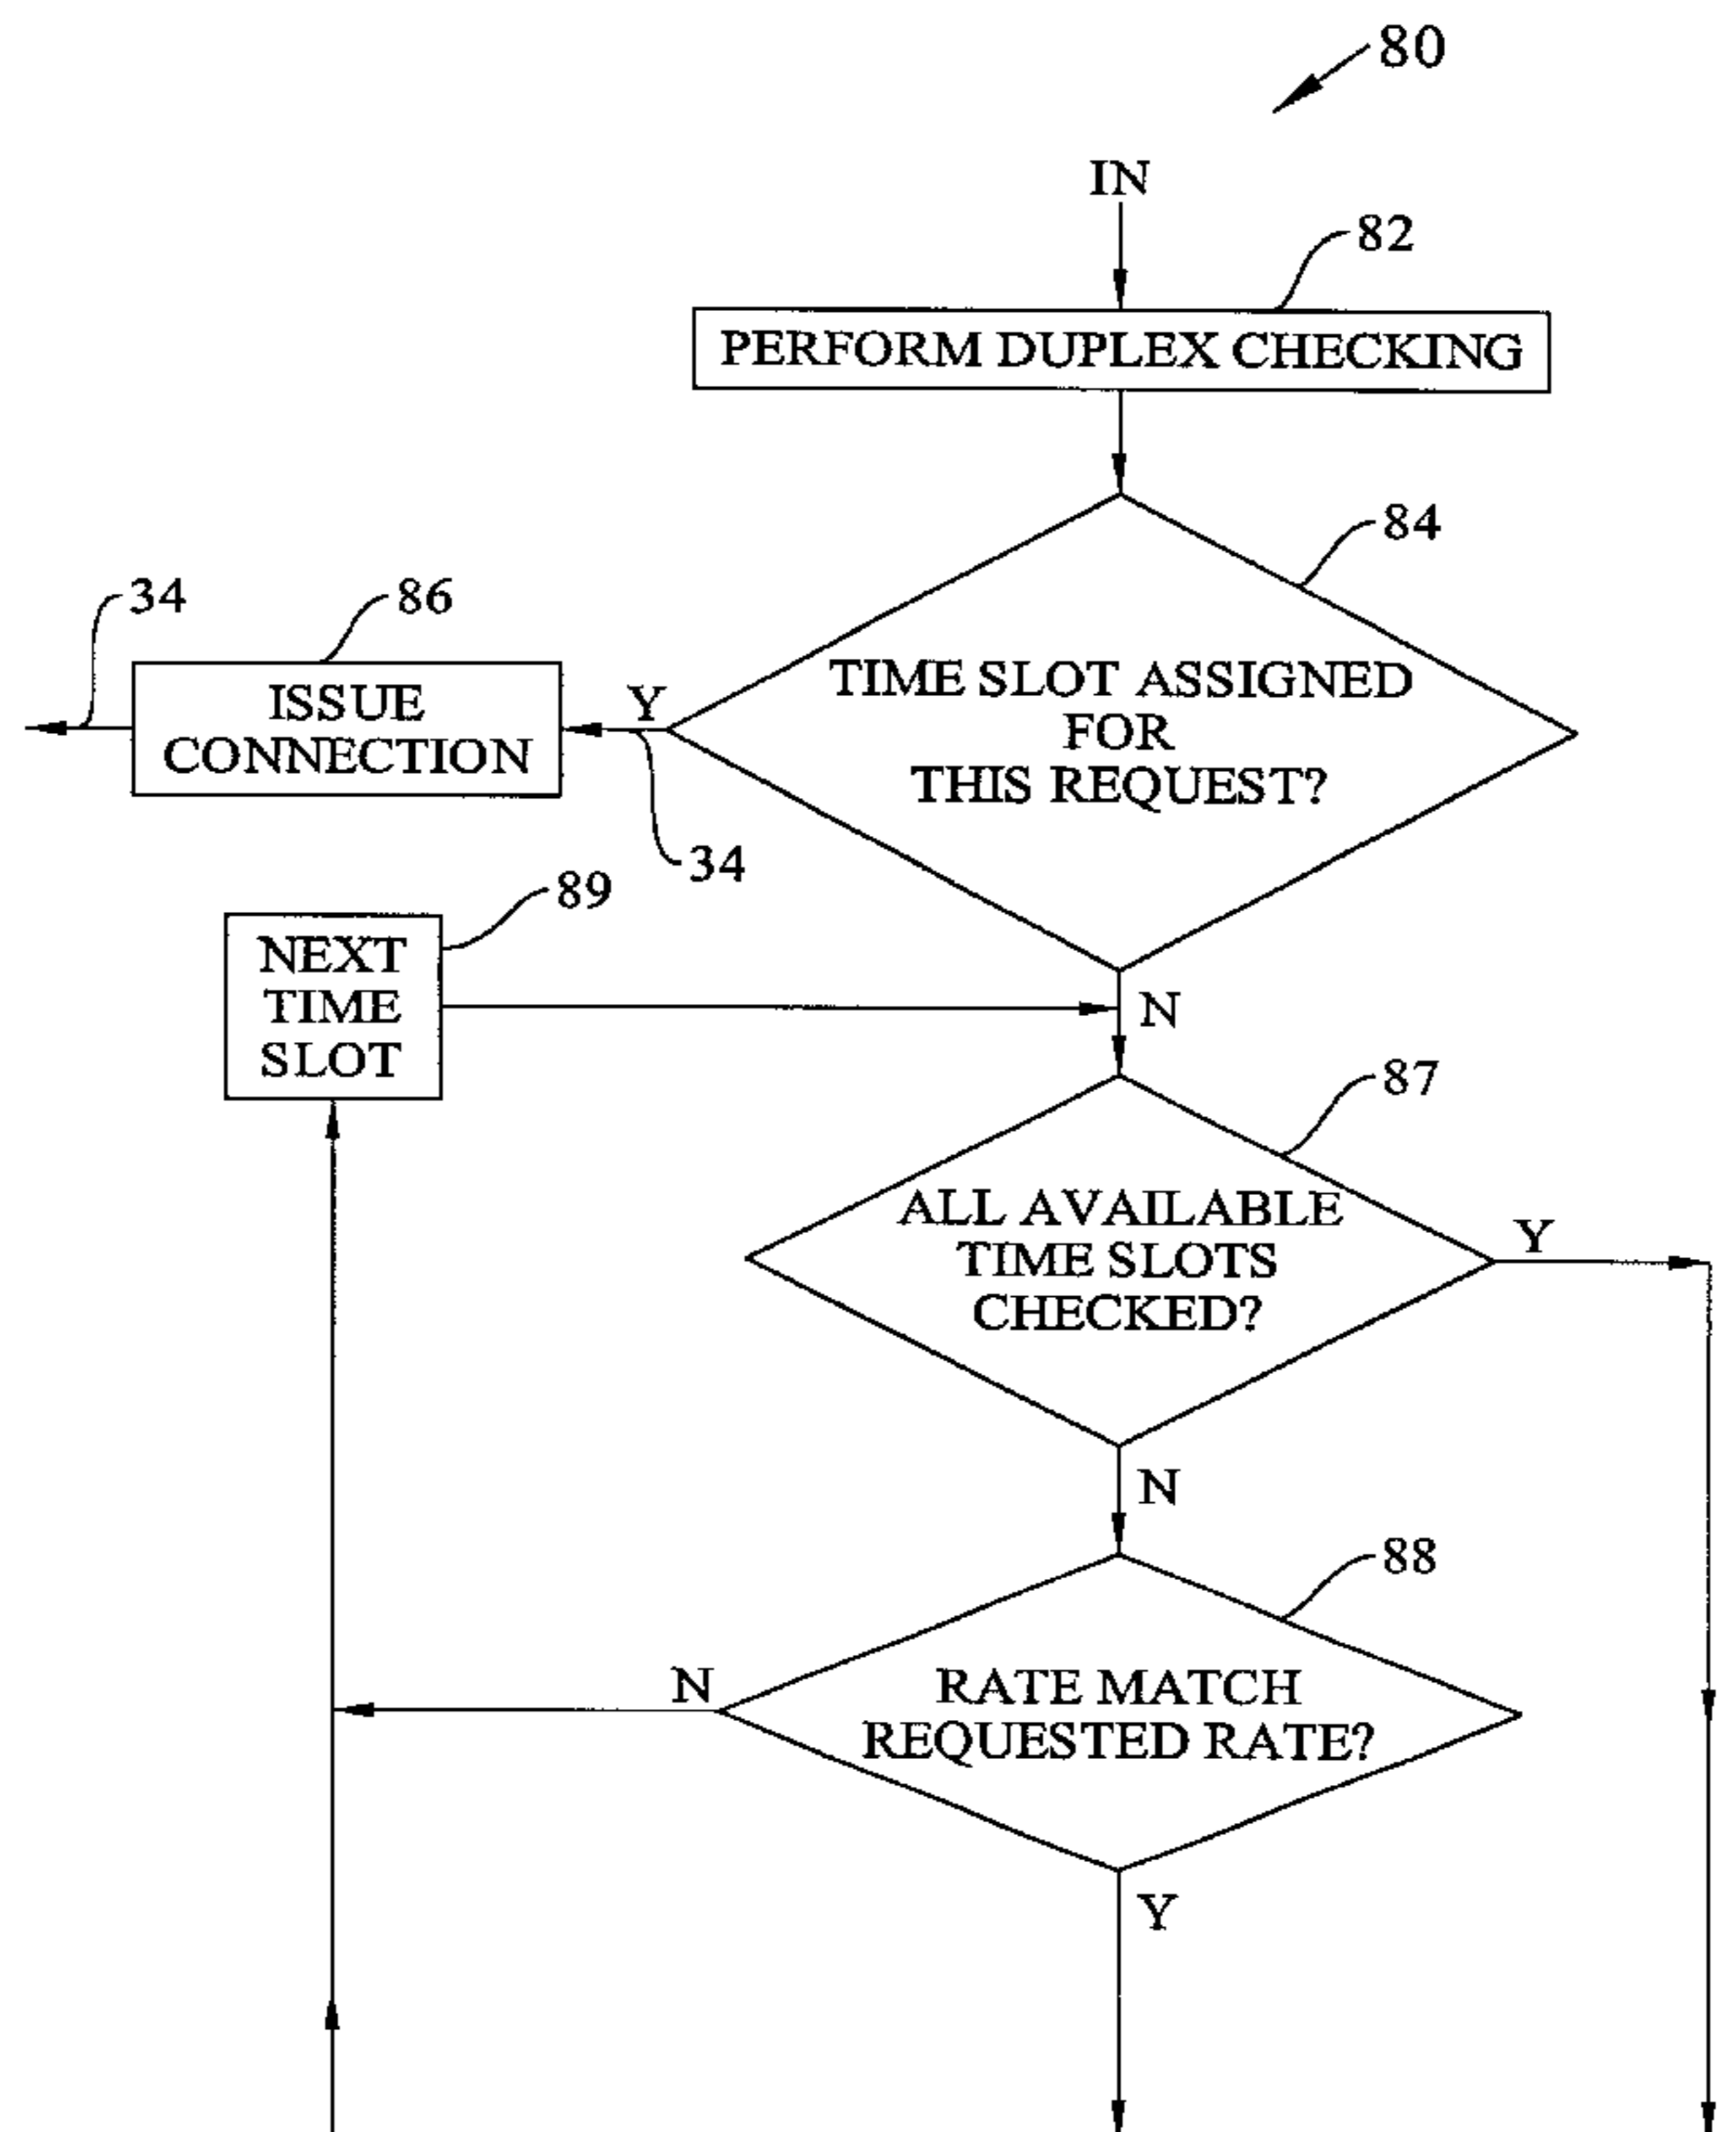 80
IN
82
PERFORM DUPLEX CHECKING
84
34
86
ISSUE
CONNECTION
Y
TIME SLOT ASSIGNED
FOR
THIS REQUEST?
34
89
NEXT
TIME
SLOT
N
87
ALL AVAILABLE
TIME SLOTS
CHECKED?
Y
N
88
N
RATE MATCH
REQUESTED RATE?
Y